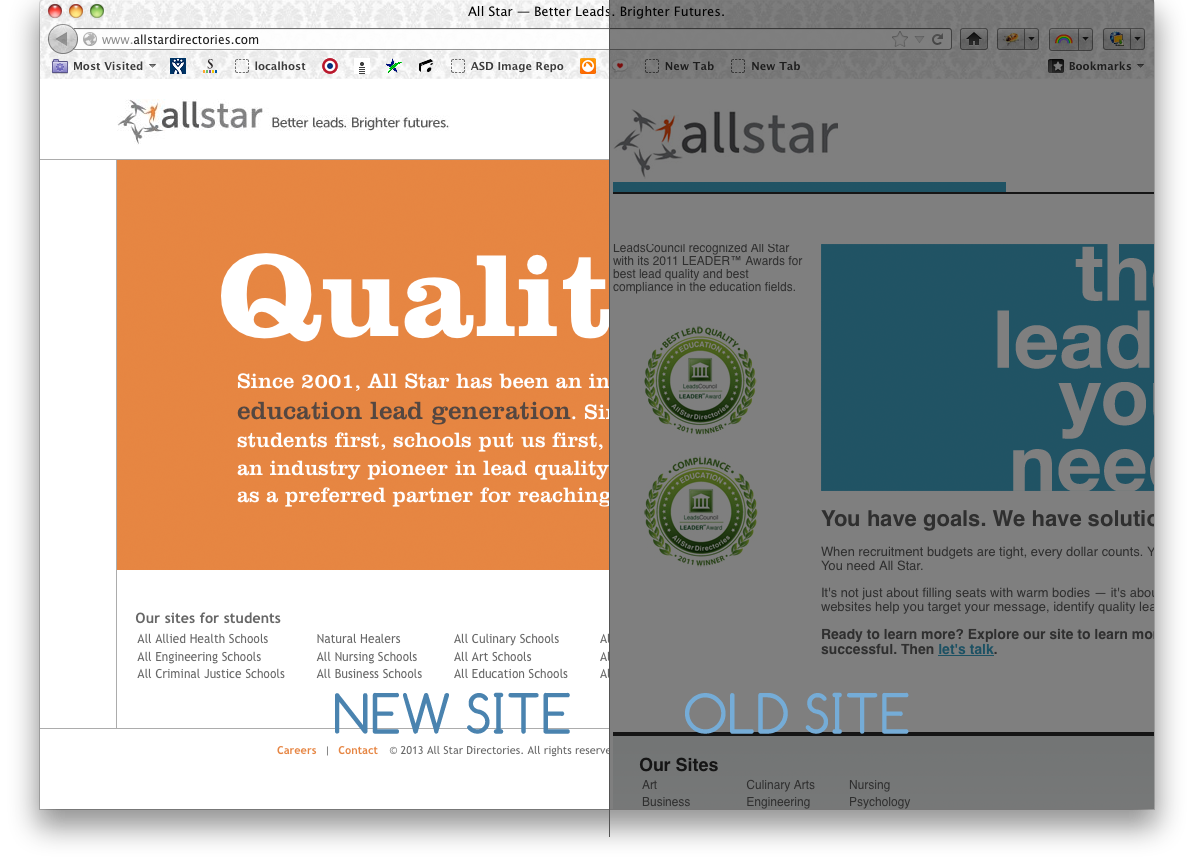 All Star — Better Leads. Brighter Futures.
www.allstardirectories.com
Most Visited
localhost
ASD Image Repo
New Tab
New Tab
Bookmarks
allstar Better leads. Brighter futures.
Qualit
Since 2001, All Star has been an in
education lead generation. Si
students first, schools put us first,
an industry pioneer in lead quality
as a preferred partner for reaching
Our sites for students
All Allied Health Schools
Natural Healers
All Culinary Schools
Al
All Engineering Schools
All Nursing Schools
All Art Schools
Al
All Criminal Justice Schools
All Business Schools
All Education Schools
Al
NEW SITE
Careers | Contact © 2013 All Star Directories. All rights reserve
allstar
LeadsCouncil recognized All Star
with its 2011 LEADER™ Awards for
best lead quality and best
compliance in the education fields.
BEST LEAD QUALITY
EDUCATION
LeadsCouncil
LEADER™ Award
AllStarDirectories
2011 WINNER
COMPLIANCE
EDUCATION
LeadsCouncil
LEADER™ Award
AllStarDirectories
2011 WINNER
the
lead
yo
nee
You have goals. We have soluti
When recruitment budgets are tight, every dollar counts. Y
You need All Star.
It's not just about filling seats with warm bodies — it's abou
websites help you target your message, identify quality lea
Ready to learn more? Explore our site to learn mo
successful. Then let's talk.
OLD SITE
Our Sites
Art
Culinary Arts
Nursing
Business
Engineering
Psychology